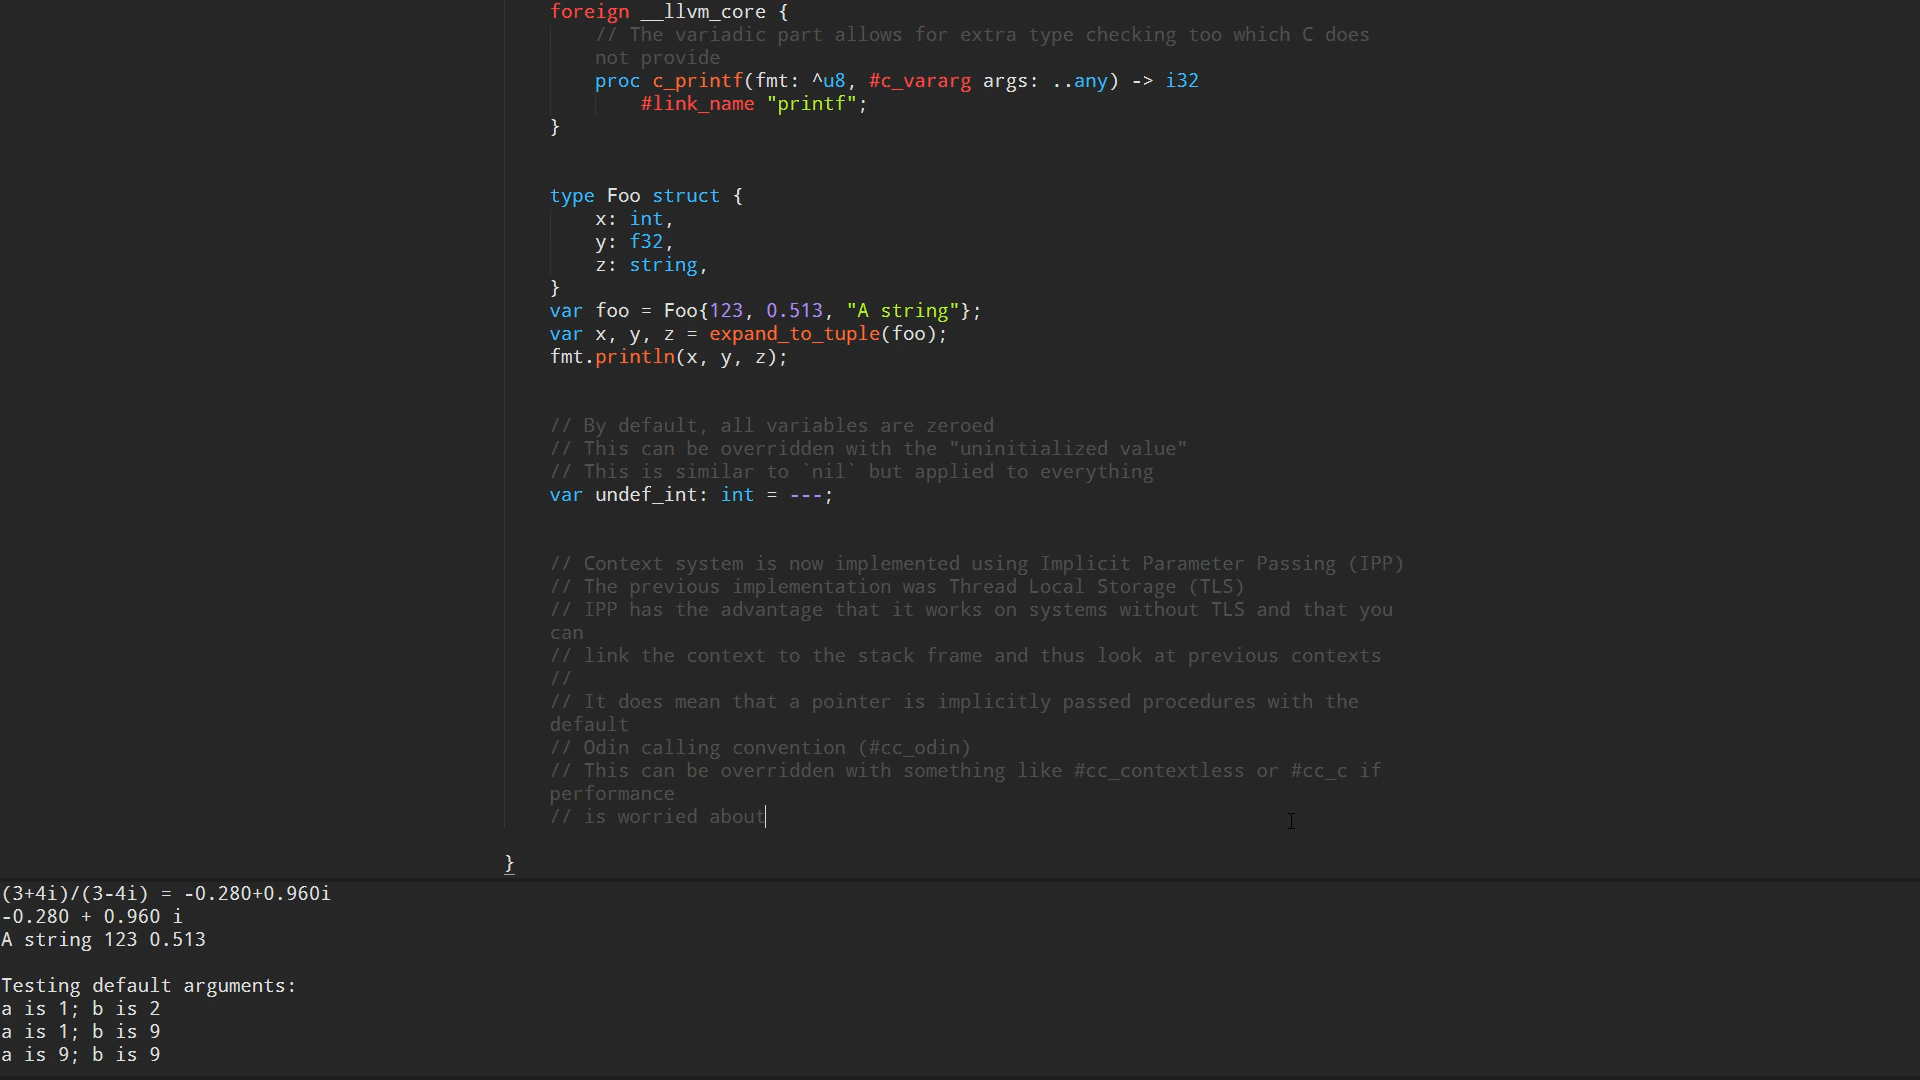 foreign __llvm_core {
// The variadic part allows for extra type checking too which C does
not provide
proc c_printf(fmt: ^u8, #c_vararg args: ..any) -> i32
#link_name "printf";
}
type Foo struct {
x: int,
y: f32,
z: string,
}
var foo = Foo{123, 0.513, "A string"};
var x, y, z = expand_to_tuple(foo);
fmt.println(x, y, z);
// By default, all variables are zeroed
// This can be overridden with the "uninitialized value"
// This is similar to `nil` but applied to everything
var undef_int: int = ---;
// Context system is now implemented using Implicit Parameter Passing (IPP)
// The previous implementation was Thread Local Storage (TLS)
// IPP has the advantage that it works on systems without TLS and that you
can
// link the context to the stack frame and thus look at previous contexts
//
// It does mean that a pointer is implicitly passed procedures with the
default
// Odin calling convention (#cc_odin)
// This can be overridden with something like #cc_contextless or #cc_c if
performance
// is worried about
}
(3+4i)/(3-4i) = -0.280+0.960i
-0.280 + 0.960 i
A string 123 0.513
Testing default arguments:
a is 1; b is 2
a is 1; b is 9
a is 9; b is 9